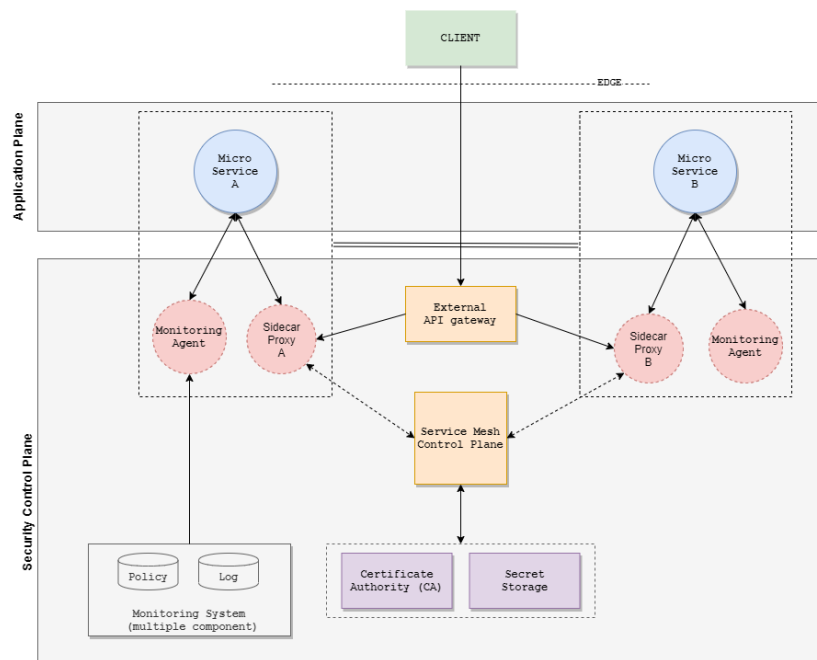 CLIENT
EDGE
Application Plane
Micro
Service
A
Micro
Service
B
External
API gateway
Monitoring
Agent
Sidecar
Proxy
A
Sidecar
Proxy
B
Monitoring
Agent
Service Mesh
Control Plane
Security Control Plane
Policy
Log
Monitoring System
(multiple component)
Certificate
Authority (CA)
Secret
Storage